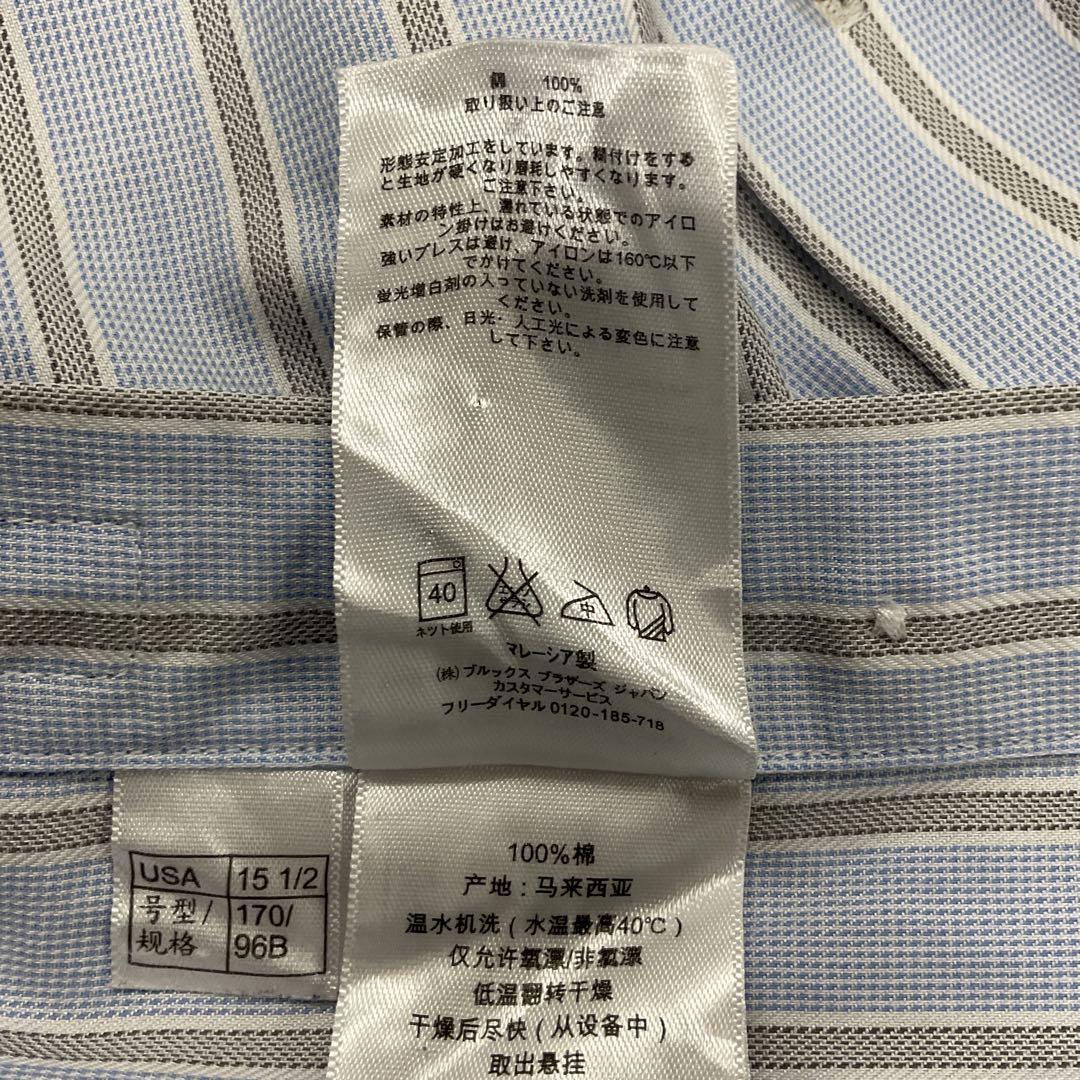 綿 100%
取り扱い上のご注意
形態安定加工をしています。糊付けをする
と生地が硬くなり磨耗しやすくなります。
ご注意下さい。
素材の特性上、濡れている状態でのアイロ
ン掛けはお避けください。
強いプレスは避け、アイロンは160℃以下
でかけてください。
蛍光増白剤の入っていない洗剤を使用して
ください。
保管の際、日光・人工光による変色に注意
して下さい。
40
中
ネット使用
マレーシア製
(株)ブルックス ブラザーズ ジャパン
カスタマーサービス
フリーダイヤル 0120-185-718
USA 15 1/2
号型/ 170/
规格 96B
100%棉
产地：马来西亚
温水机洗（水温最高40℃）
仅允许氧漂/非氯漂
低温翻转干燥
干燥后尽快（从设备中）
取出悬挂